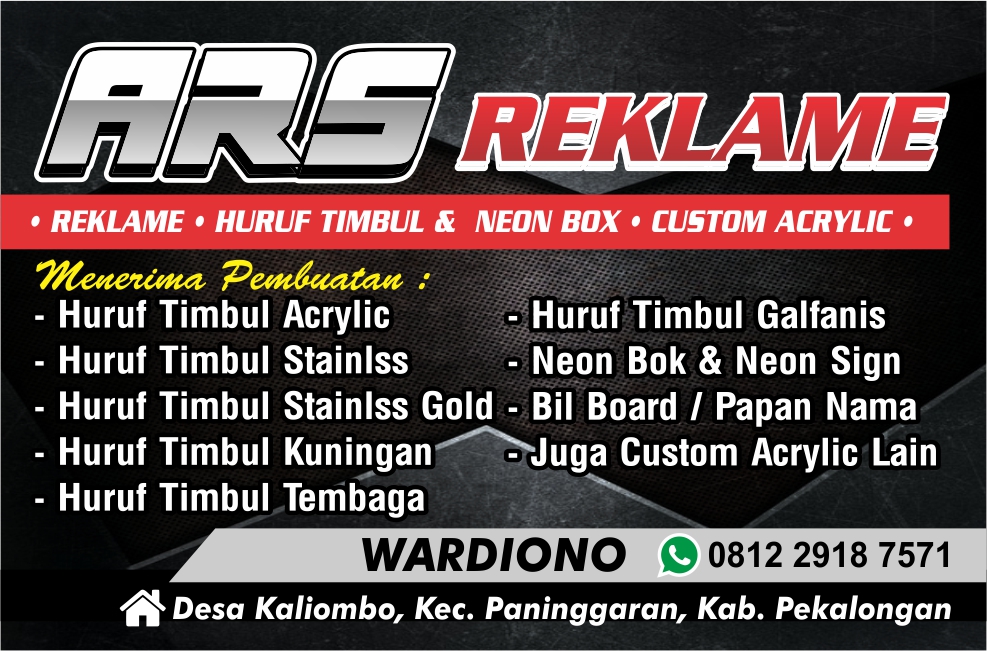 ARS REKLAME
• REKLAME • HURUF TIMBUL & NEON BOX • CUSTOM ACRYLIC •
Menerima Pembuatan :
- Huruf Timbul Acrylic
- Huruf Timbul Stainlss
- Huruf Timbul Stainlss Gold
- Huruf Timbul Kuningan
- Huruf Timbul Tembaga
- Huruf Timbul Galfanis
- Neon Bok & Neon Sign
- Bil Board / Papan Nama
- Juga Custom Acrylic Lain
WARDIONO 0812 2918 7571
Desa Kaliombo, Kec. Paninggaran, Kab. Pekalongan